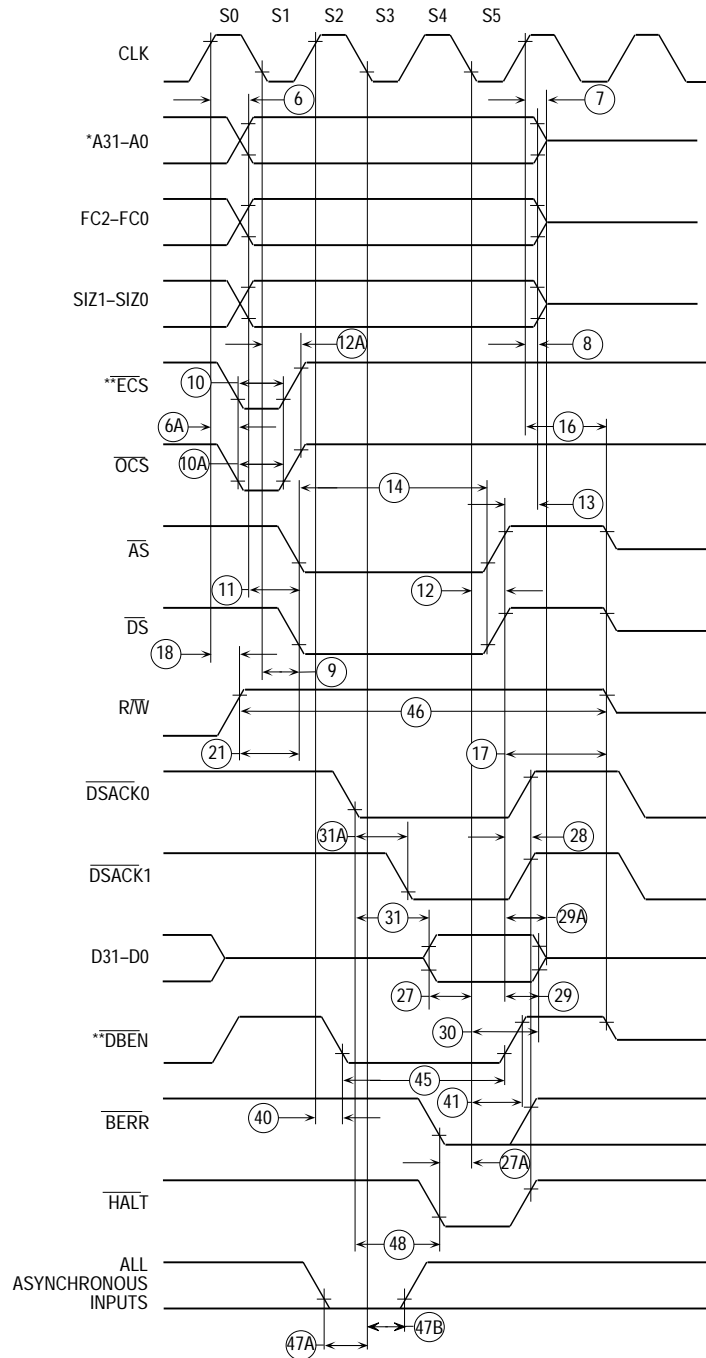 S0 S1 S2 S3 S4 S5
CLK
6 7
*A31–A0
FC2–FC0
SIZ1–SIZ0
12A 8
**ECS
10
6A 16
OCS
10A
14
13
AS
11 12
DS
18
9
R/W
46
21 17
DSACK0
31A 28
DSACK1
31 29A
D31–D0
27 29
30
**DBEN
45
41
40
BERR
27A
HALT
48
ALL
ASYNCHRONOUS
INPUTS
47A 47B